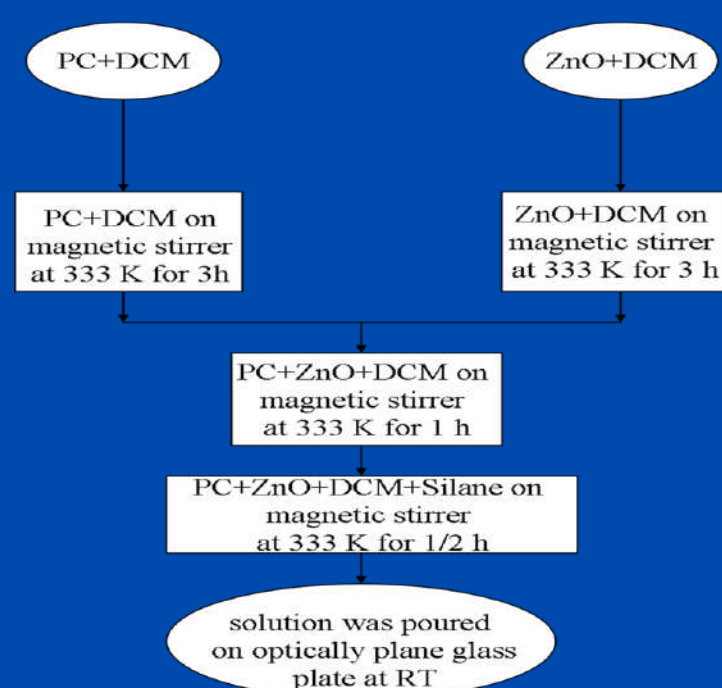 PC+DCM
ZnO+DCM
PC+DCM on
magnetic stirrer
at 333 K for 3h
ZnO+DCM on
magnetic stirrer
at 333 K for 3 h
PC+ZnO+DCM on
magnetic stirrer
at 333 K for 1 h
PC+ZnO+DCM+Silane on
magnetic stirrer
at 333 K for 1/2 h
solution was poured
on optically plane glass
plate at RT